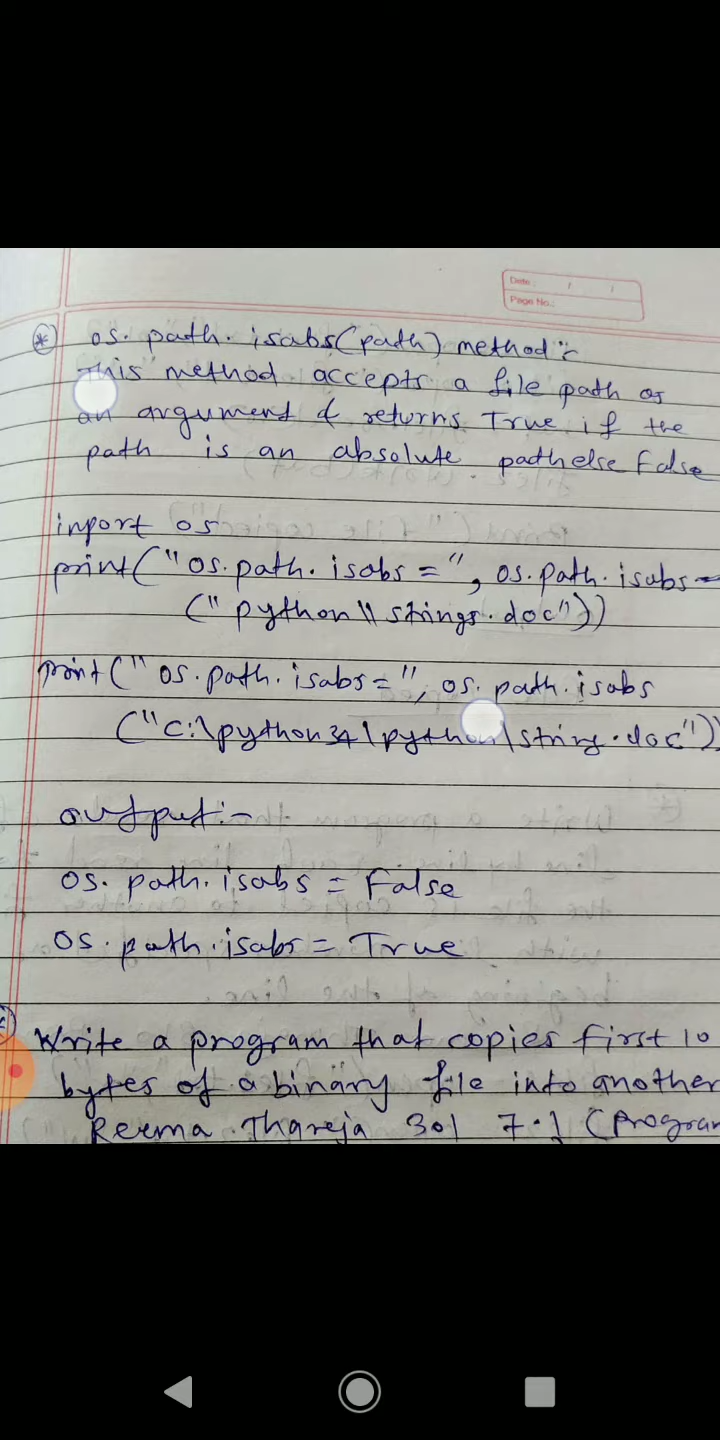 Date :
Page No.:
* os. path. isabs(path) method :-
This method accepts a file path as
an argument & returns True if the
path is an absolute path else False
import os
print("os.path. isabs =", os.path.isabs
("python\\strings.doc"))
print("os.path.isabs=", os.path.isabs
("c:\python34\python\string.doc"))
output :-
os. path. isabs = False
os. path. isabs = True
Write a program that copies first 10
bytes of a binary file into another
Reema Thareja 301 7.1 (Program